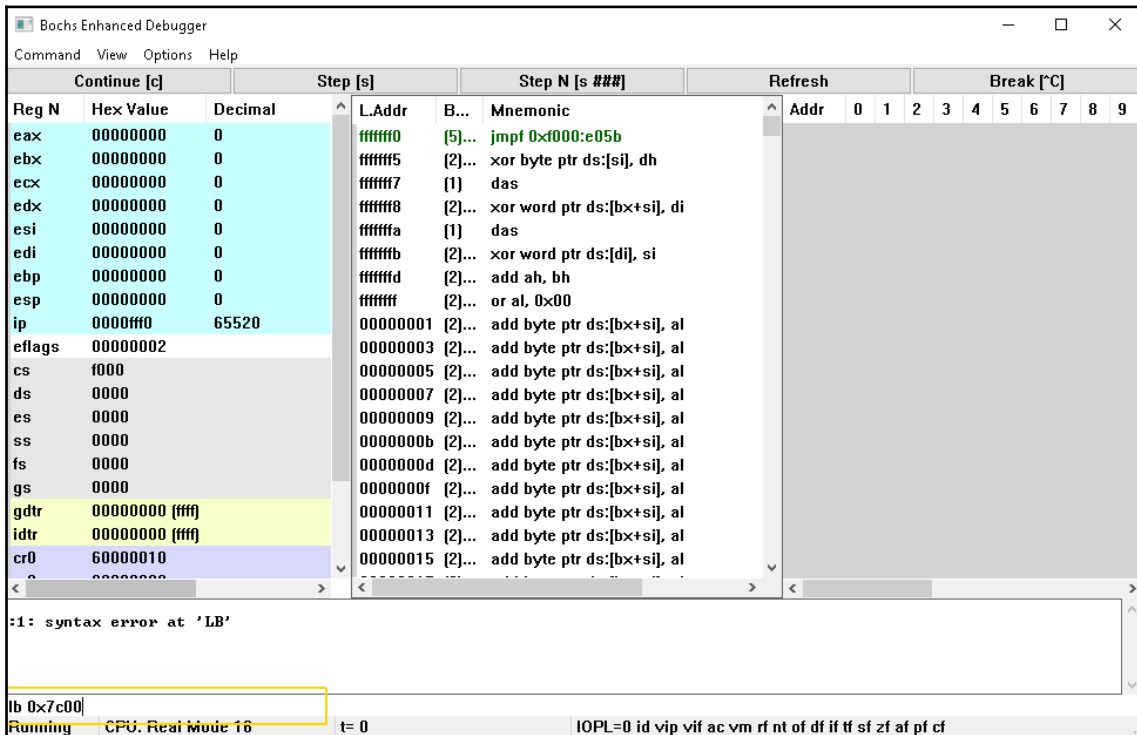 Bochs Enhanced Debugger
Command View Options Help
Continue [c] Step [s] Step N [s ###] Refresh Break [^C]
Reg N Hex Value Decimal L.Addr B... Mnemonic Addr 0 1 2 3 4 5 6 7 8 9
eax 00000000 0 fffffff0 (5)... jmpf 0xf000:e05b
ebx 00000000 0 fffffff5 (2)... xor byte ptr ds:[si], dh
ecx 00000000 0 fffffff7 (1) das
edx 00000000 0 fffffff8 (2)... xor word ptr ds:[bx+si], di
esi 00000000 0 fffffffa (1) das
edi 00000000 0 fffffffb (2)... xor word ptr ds:[di], si
ebp 00000000 0 fffffffd (2)... add ah, bh
esp 00000000 0 ffffffff (2)... or al, 0x00
ip 0000fff0 65520 00000001 (2)... add byte ptr ds:[bx+si], al
eflags 00000002 00000003 (2)... add byte ptr ds:[bx+si], al
cs f000 00000005 (2)... add byte ptr ds:[bx+si], al
ds 0000 00000007 (2)... add byte ptr ds:[bx+si], al
es 0000 00000009 (2)... add byte ptr ds:[bx+si], al
ss 0000 0000000b (2)... add byte ptr ds:[bx+si], al
fs 0000 0000000d (2)... add byte ptr ds:[bx+si], al
gs 0000 0000000f (2)... add byte ptr ds:[bx+si], al
gdtr 00000000 (ffff) 00000011 (2)... add byte ptr ds:[bx+si], al
idtr 00000000 (ffff) 00000013 (2)... add byte ptr ds:[bx+si], al
cr0 60000010 00000015 (2)... add byte ptr ds:[bx+si], al
:1: syntax error at 'LB'
lb 0x7c00
Running CPU: Real Mode 16 t= 0 IOPL=0 id vip vif ac vm rf nt of df if tf sf zf af pf cf